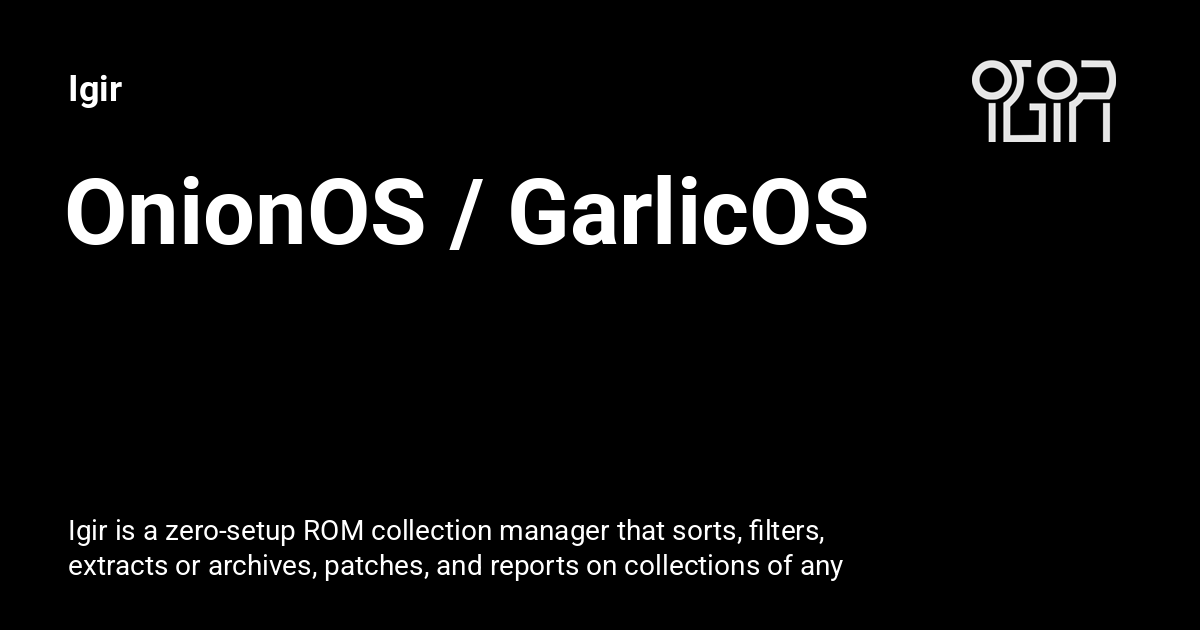 Igir
IGIR
OnionOS / GarlicOS
Igir is a zero-setup ROM collection manager that sorts, filters,
extracts or archives, patches, and reports on collections of any